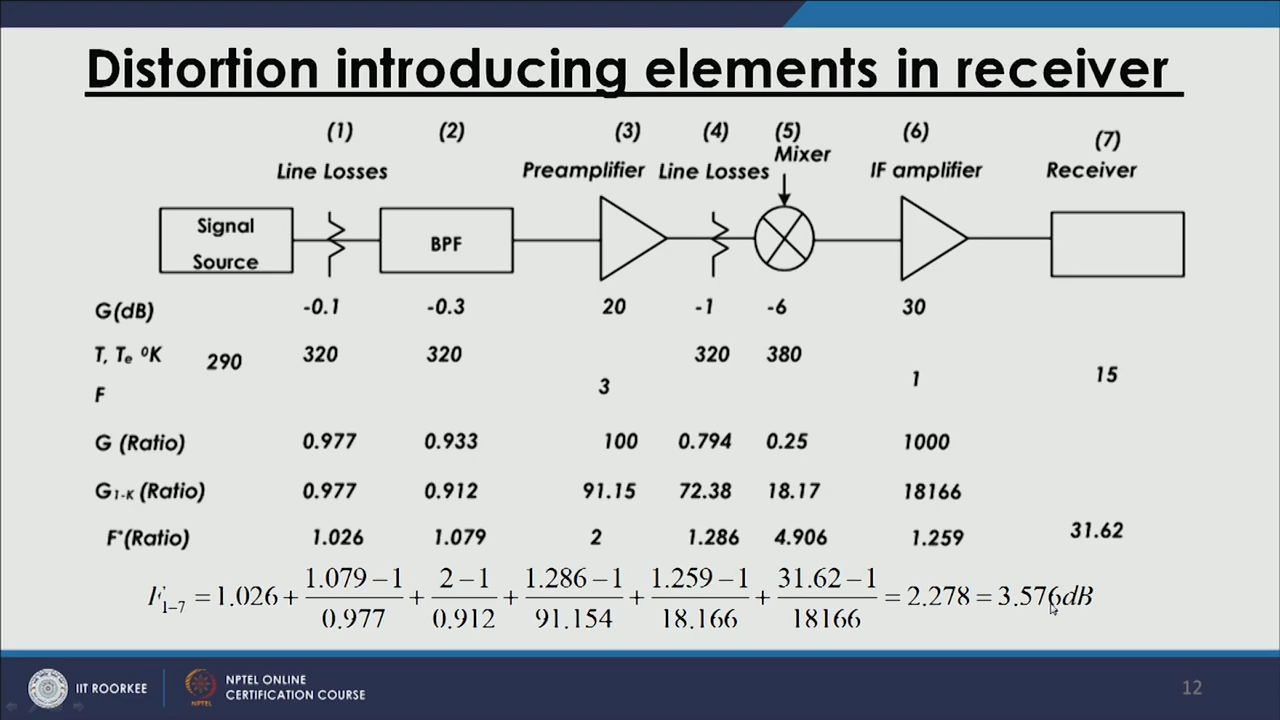 Distortion introducing elements in receiver
(1) (2) (3) (4) (5) (6) (7)
Line Losses Preamplifier Line Losses Mixer IF amplifier Receiver
Signal Source BPF
G(dB) -0.1 -0.3 20 -1 -6 30
T, Tₑ ⁰K 290 320 320 320 380
F 3 1 15
G (Ratio) 0.977 0.933 100 0.794 0.25 1000
G₁₋ₖ (Ratio) 0.977 0.912 91.15 72.38 18.17 18166
F*(Ratio) 1.026 1.079 2 1.286 4.906 1.259 31.62
F₁₋₇ = 1.026 + (1.079 − 1)/0.977 + (2 − 1)/0.912 + (1.286 − 1)/91.154 + (1.259 − 1)/18.166 + (31.62 − 1)/18166 = 2.278 = 3.576dB
IIT ROORKEE
NPTEL
NPTEL ONLINE
CERTIFICATION COURSE
12